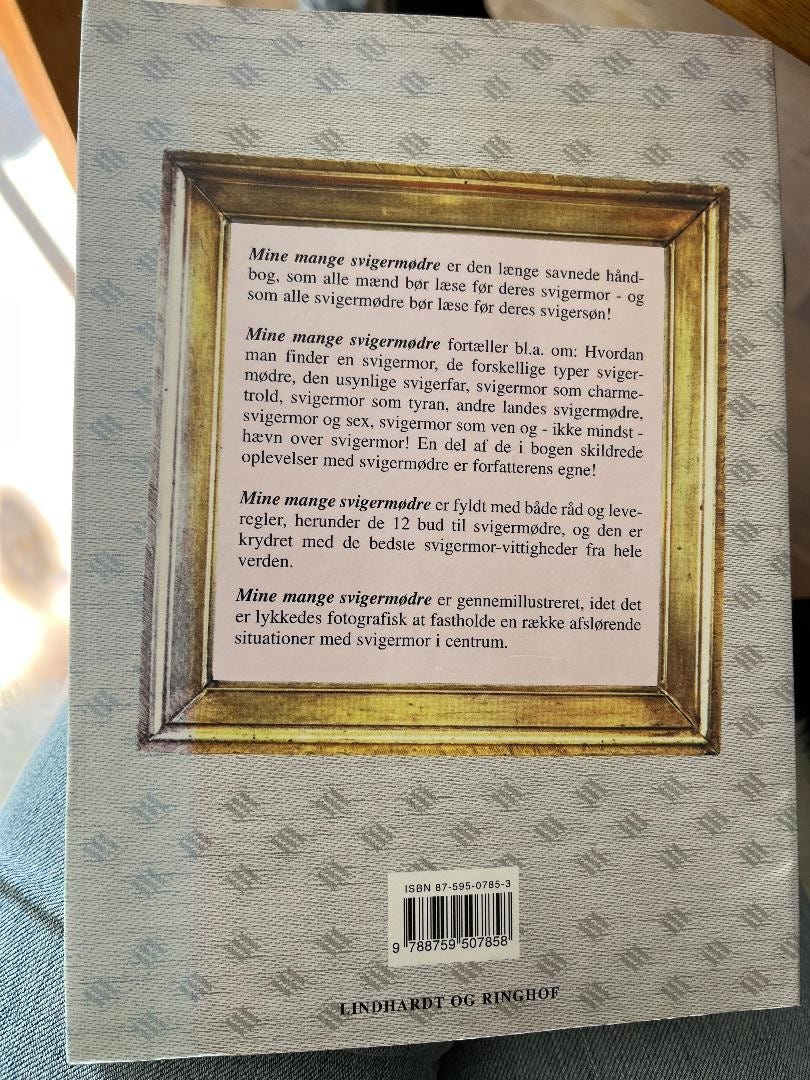 Mine mange svigermødre er den længe savnede hånd-
bog, som alle mænd bør læse før deres svigermor - og
som alle svigermødre bør læse før deres svigersøn!
Mine mange svigermødre fortæller bl.a. om: Hvordan
man finder en svigermor, de forskellige typer sviger-
mødre, den usynlige svigerfar, svigermor som charme-
trold, svigermor som tyran, andre landes svigermødre,
svigermor og sex, svigermor som ven og - ikke mindst -
hævn over svigermor! En del af de i bogen skildrede
oplevelser med svigermødre er forfatterens egne!
Mine mange svigermødre er fyldt med både råd og leve-
regler, herunder de 12 bud til svigermødre, og den er
krydret med de bedste svigermor-vittigheder fra hele
verden.
Mine mange svigermødre er gennemillustreret, idet det
er lykkedes fotografisk at fastholde en række afslørende
situationer med svigermor i centrum.
ISBN 87-595-0785-3
9 788759 507858
LINDHARDT OG RINGHOF